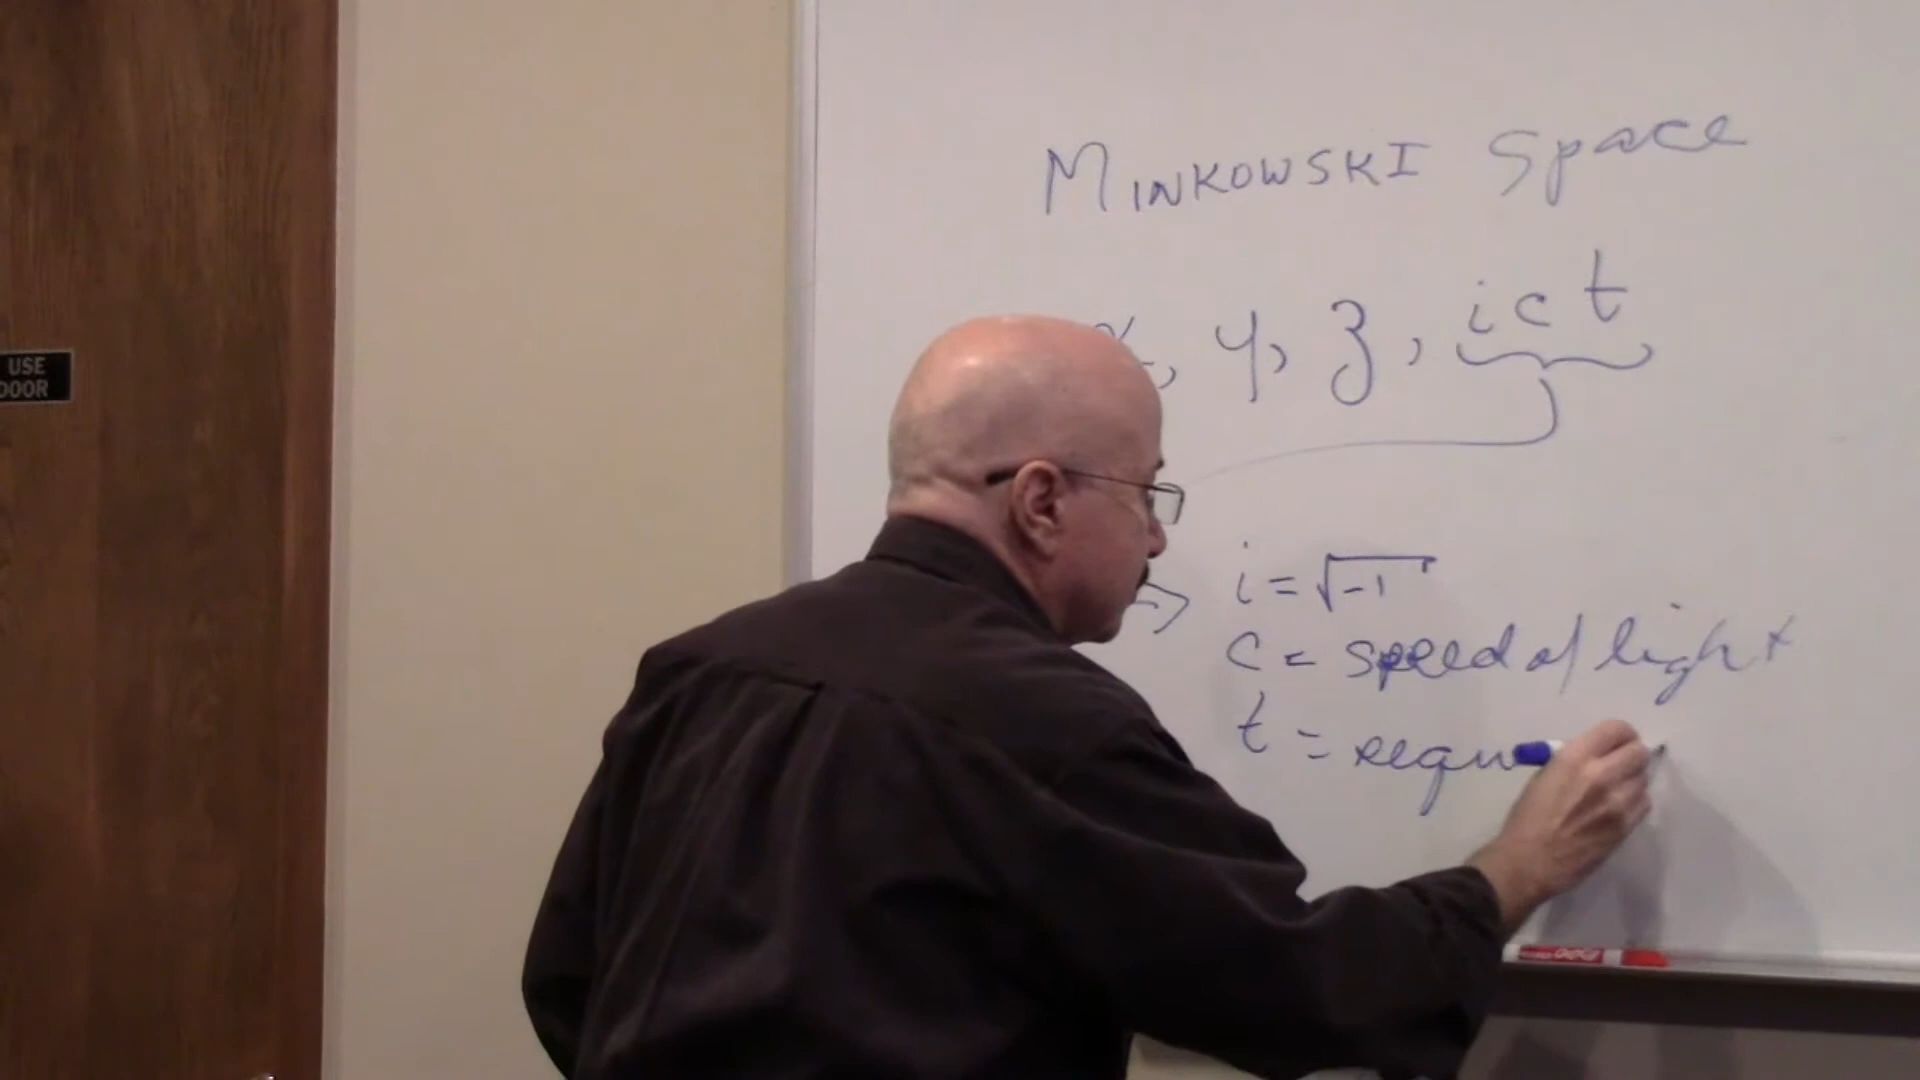 USE
DOOR
MINKOWSKI Space
x, y, z, ict
i = √-1
c = speed of light
t =